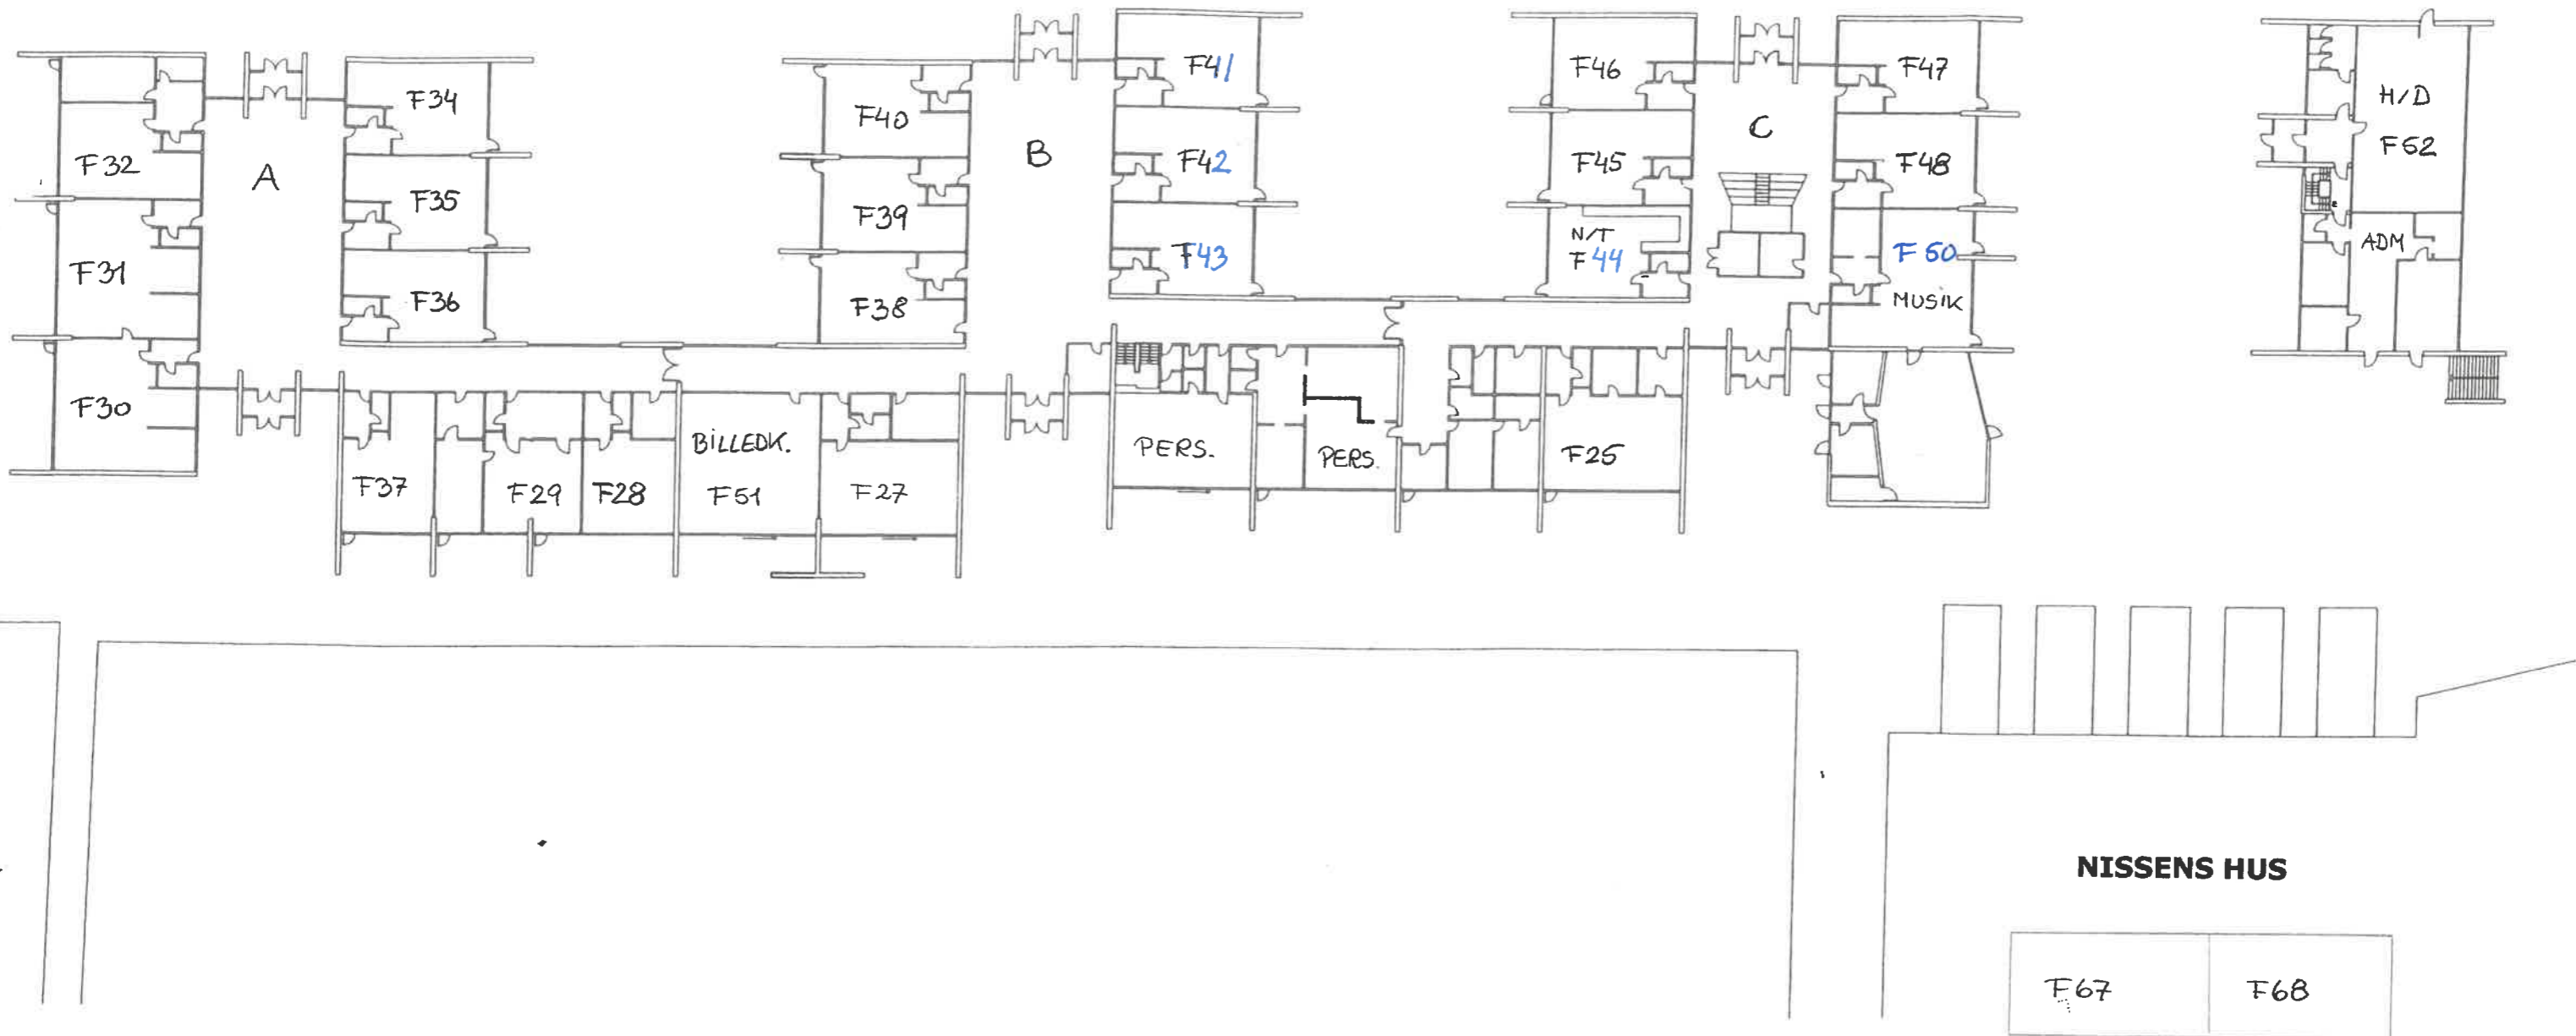 F41
F46
F47
F34
F40
H/D
F32
A
B
F42
F45
C
F48
F52
F35
F39
F31
F43
N/T
F44
F50
ADM
F36
F38
MUSIK
F30
BILLEDK.
PERS.
PERS.
F25
F37
F29
F28
F51
F27
NISSENS HUS
F67
F68